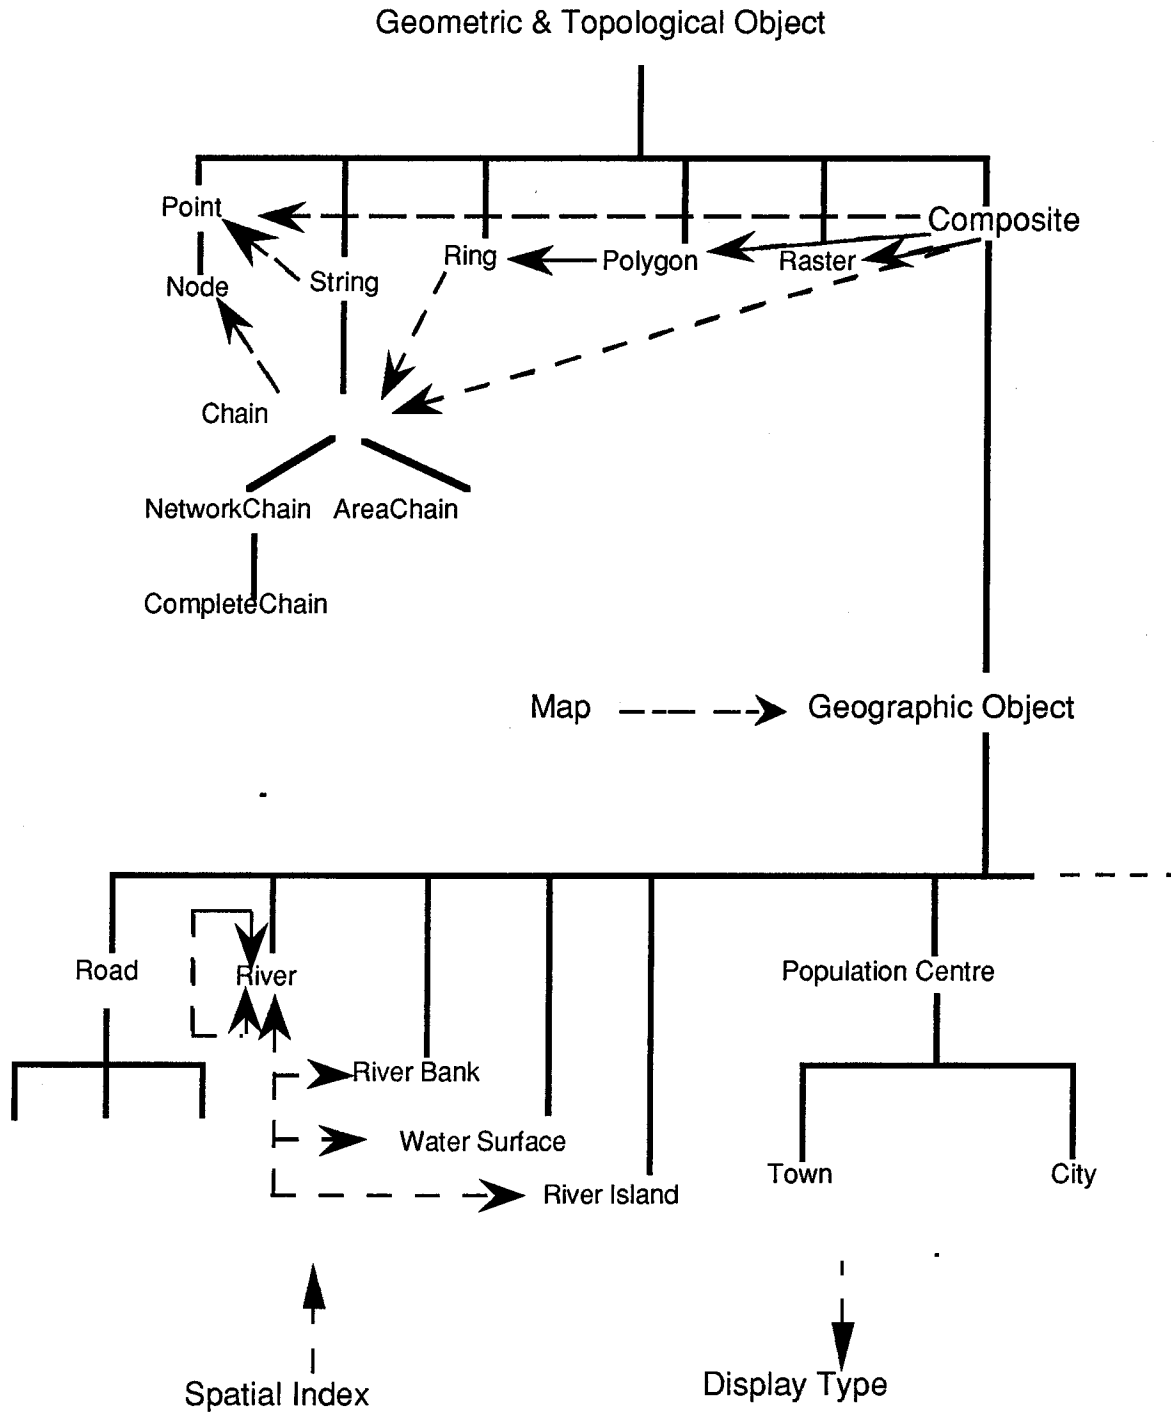 Geometric & Topological Object
Point
Composite
Ring
Polygon
Raster
Node
String
Chain
NetworkChain
AreaChain
CompleteChain
Map
Geographic Object
Road
River
Population Centre
River Bank
Water Surface
Town
City
River Island
Spatial Index
Display Type